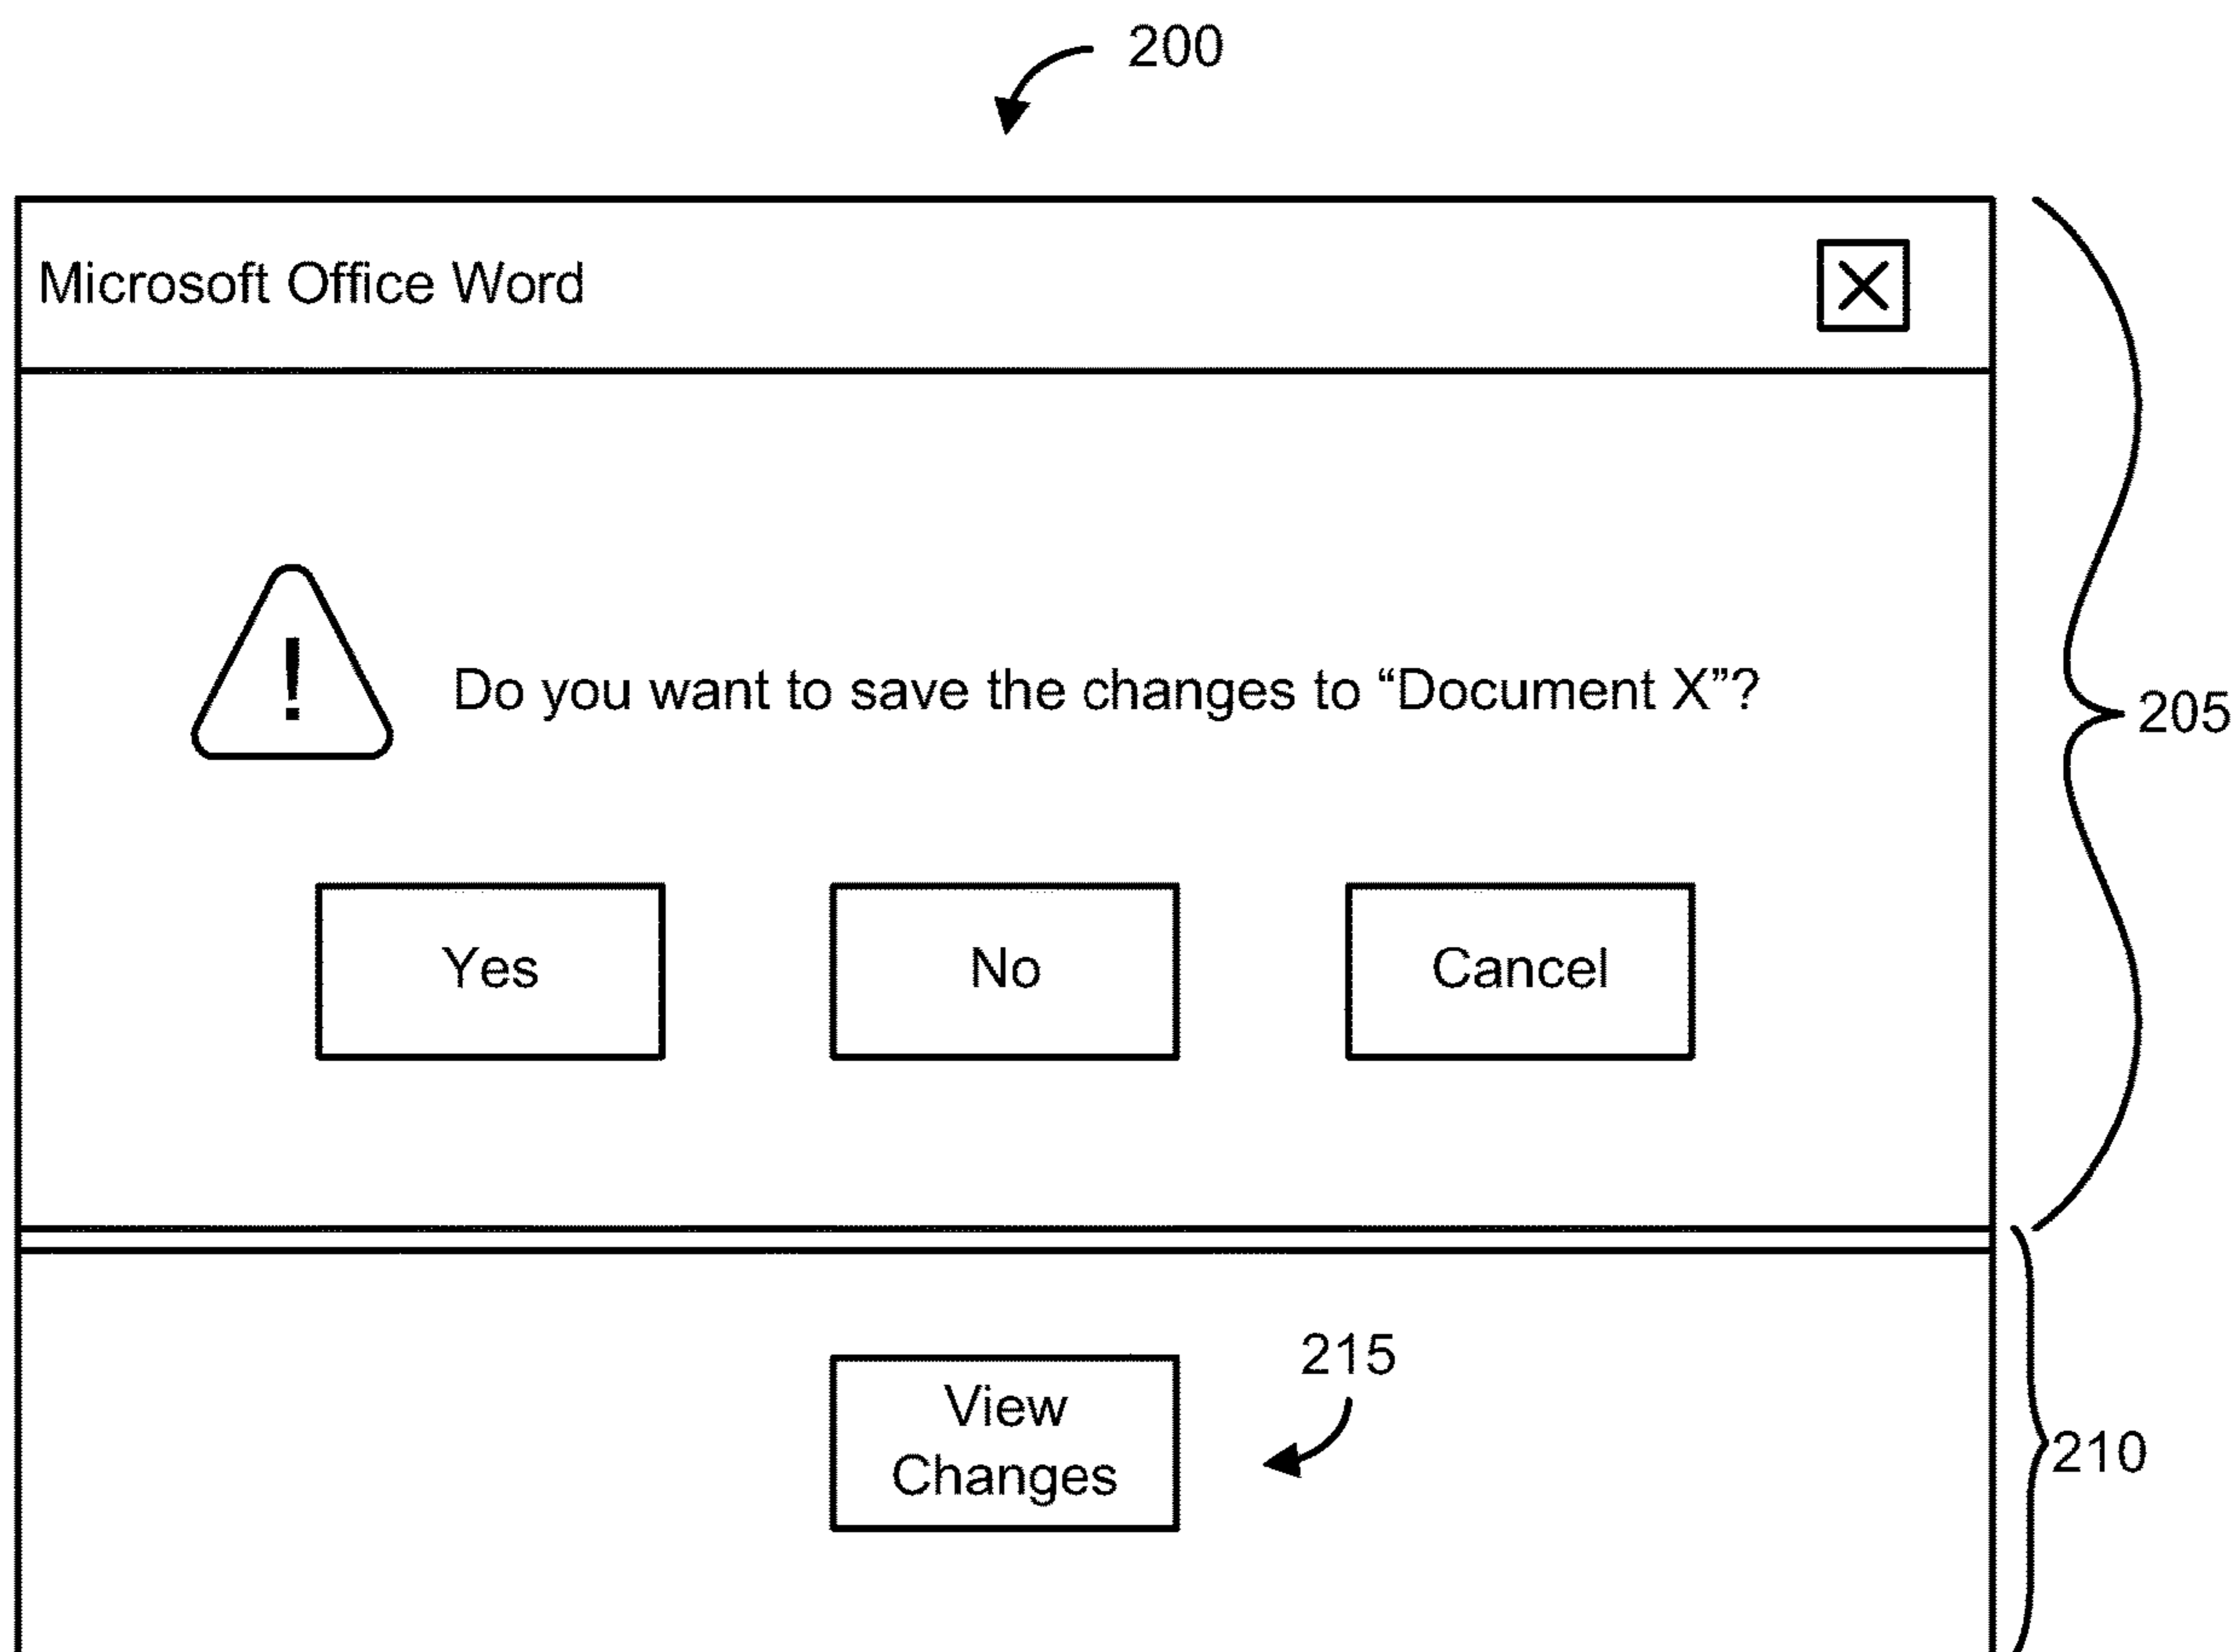 200
Microsoft Office Word
!
Do you want to save the changes to “Document X”?
205
Yes
No
Cancel
215
View
Changes
210